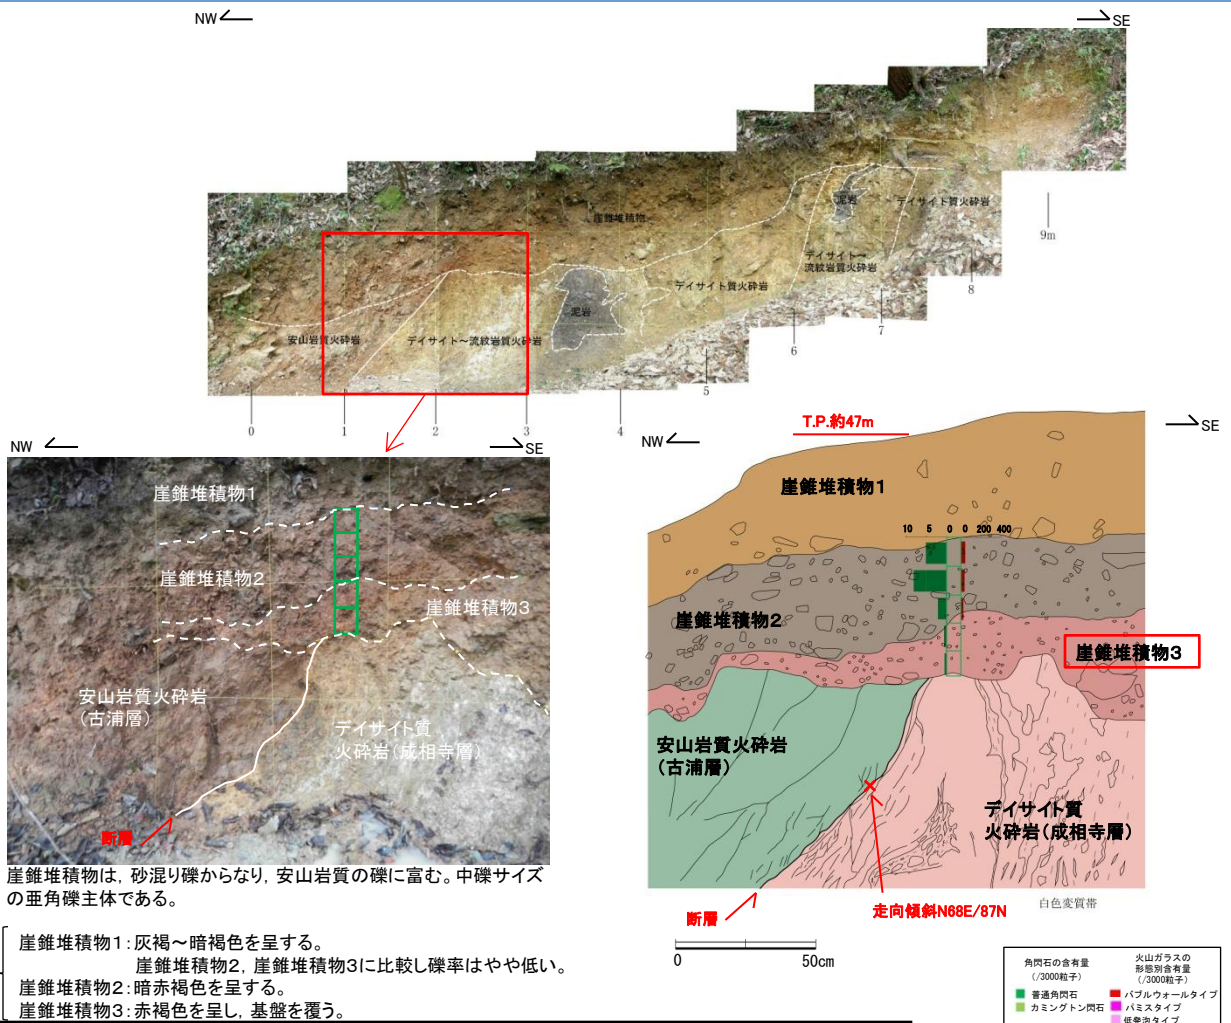 NW
SE
崖錐堆積物
泥岩
デイサイト質火砕岩
デイサイト~
流紋岩質火砕岩
デイサイト質火砕岩
泥岩
安山岩質火砕岩
デイサイト~流紋岩質火砕岩
0
1
2
3
4
5
6
7
8
9m
NW
SE
崖錐堆積物1
崖錐堆積物2
崖錐堆積物3
安山岩質火砕岩
(古浦層)
デイサイト質
火砕岩(成相寺層)
断層
T.P.約47m
NW
SE
崖錐堆積物1
10 5 0 0 200 400
崖錐堆積物2
崖錐堆積物3
安山岩質火砕岩
(古浦層)
デイサイト質
火砕岩(成相寺層)
断層
走向傾斜N68E/87N
白色変質帯
0 50cm
崖錐堆積物は,砂混り礫からなり,安山岩質の礫に富む。中礫サイズ
の亜角礫主体である。
崖錐堆積物1:灰褐~暗褐色を呈する。
崖錐堆積物2,崖錐堆積物3に比較し礫率はやや低い。
崖錐堆積物2:暗赤褐色を呈する。
崖錐堆積物3:赤褐色を呈し,基盤を覆う。
角閃石の含有量
(/3000粒子)
普通角閃石
カミングトン閃石
火山ガラスの
形態別含有量
(/3000粒子)
バブルウォールタイプ
パミスタイプ
低発泡タイプ